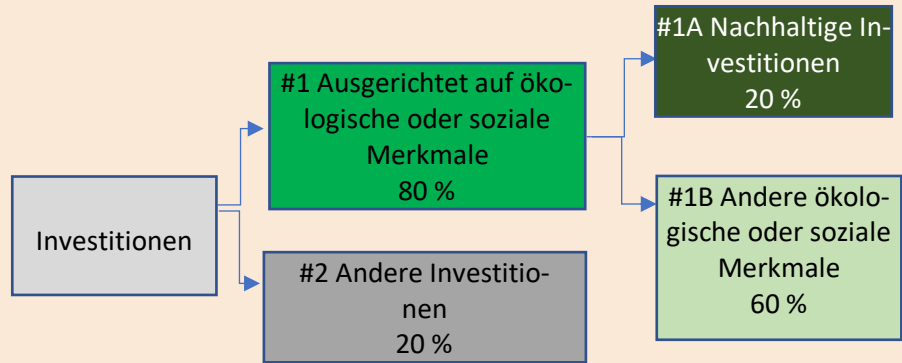 Investitionen
#1 Ausgerichtet auf öko-
logische oder soziale
Merkmale
80 %
#2 Andere Investitio-
nen
20 %
#1A Nachhaltige In-
vestitionen
20 %
#1B Andere ökolo-
gische oder soziale
Merkmale
60 %